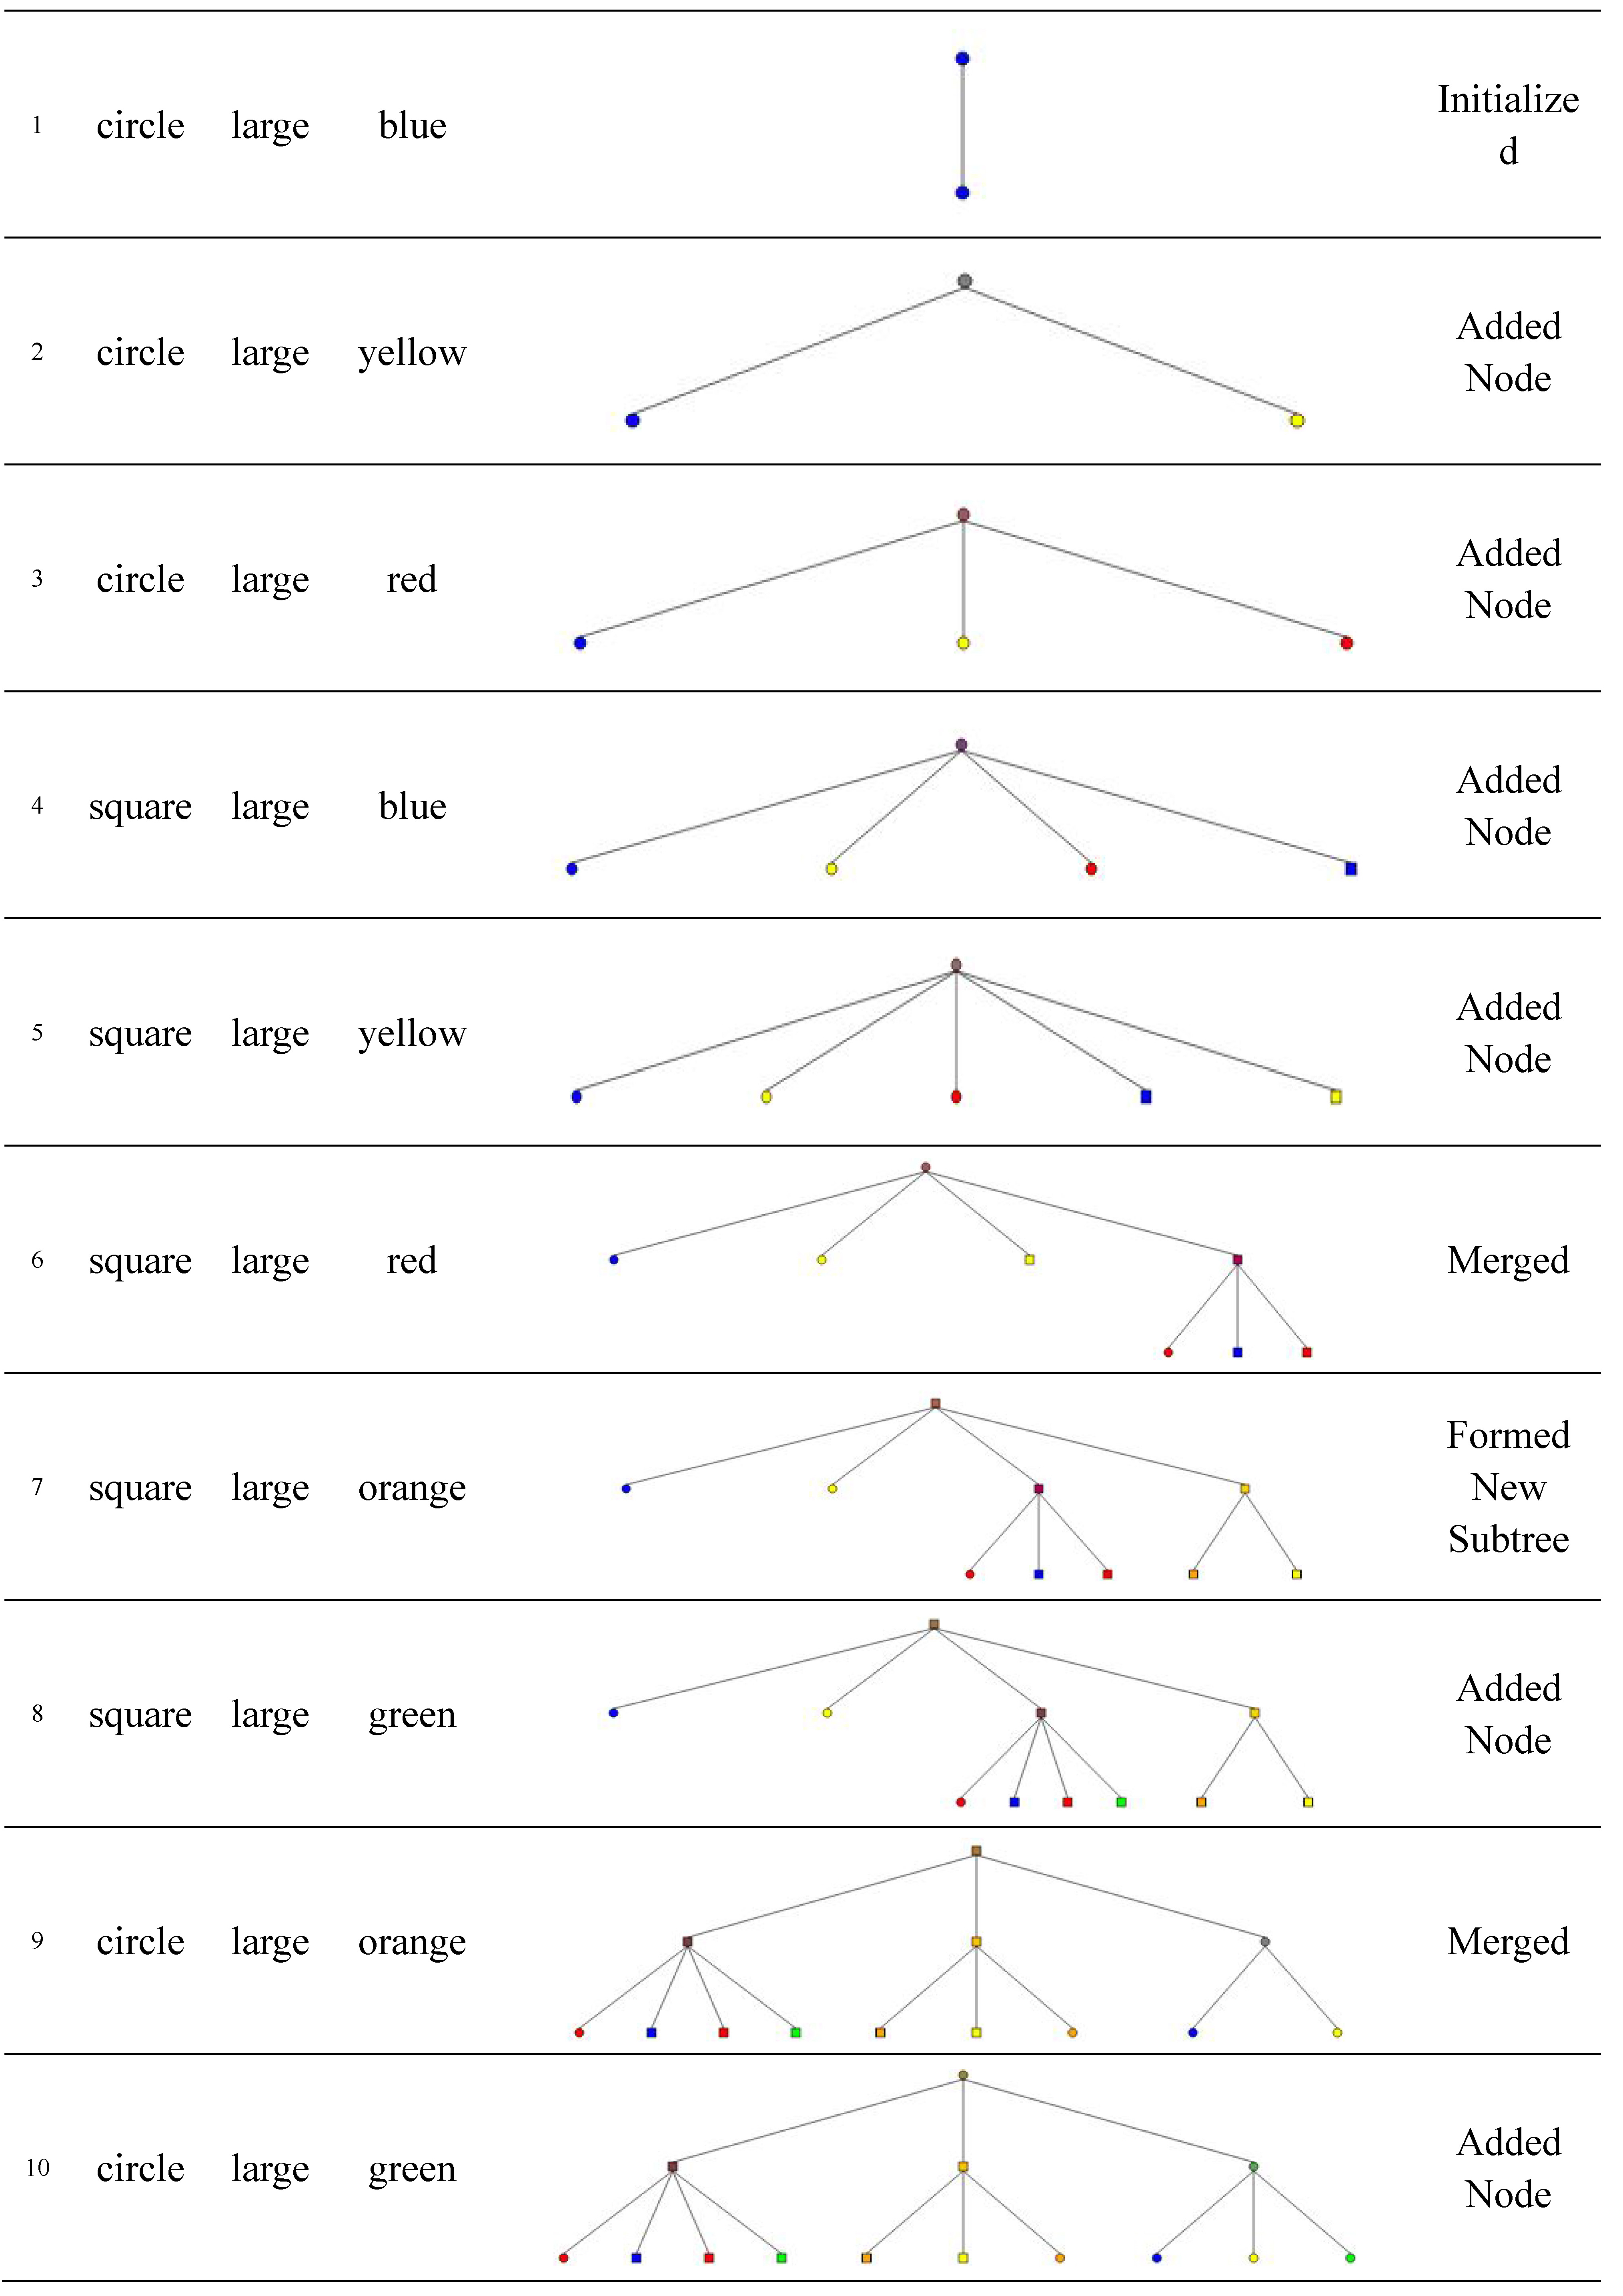 1 circle large blue Initialize
d
2 circle large yellow Added
Node
3 circle large red Added
Node
4 square large blue Added
Node
5 square large yellow Added
Node
6 square large red Merged
7 square large orange Formed
New
Subtree
8 square large green Added
Node
9 circle large orange Merged
10 circle large green Added
Node